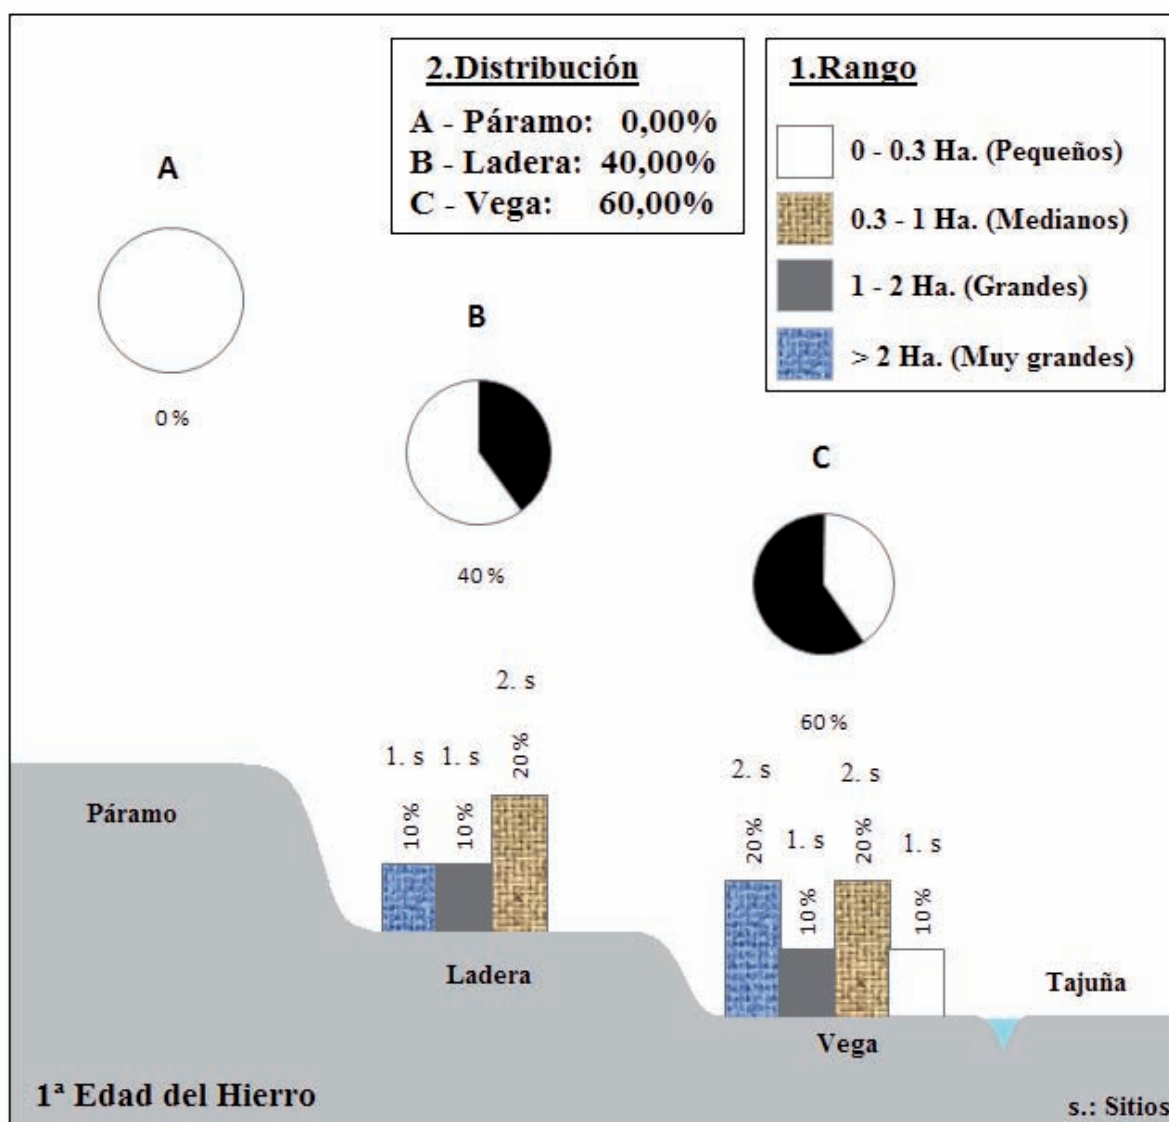 2.Distribución
A - Páramo: 0,00%
B - Ladera: 40,00%
C - Vega: 60,00%
1.Rango
0 - 0.3 Ha. (Pequeños)
0.3 - 1 Ha. (Medianos)
1 - 2 Ha. (Grandes)
> 2 Ha. (Muy grandes)
A
0 %
B
40 %
C
60 %
1. s
1. s
2. s
10%
10%
20%
2. s
1. s
2. s
1. s
20%
10%
20%
10%
Páramo
Ladera
Vega
Tajuña
1ª Edad del Hierro
s.: Sitios